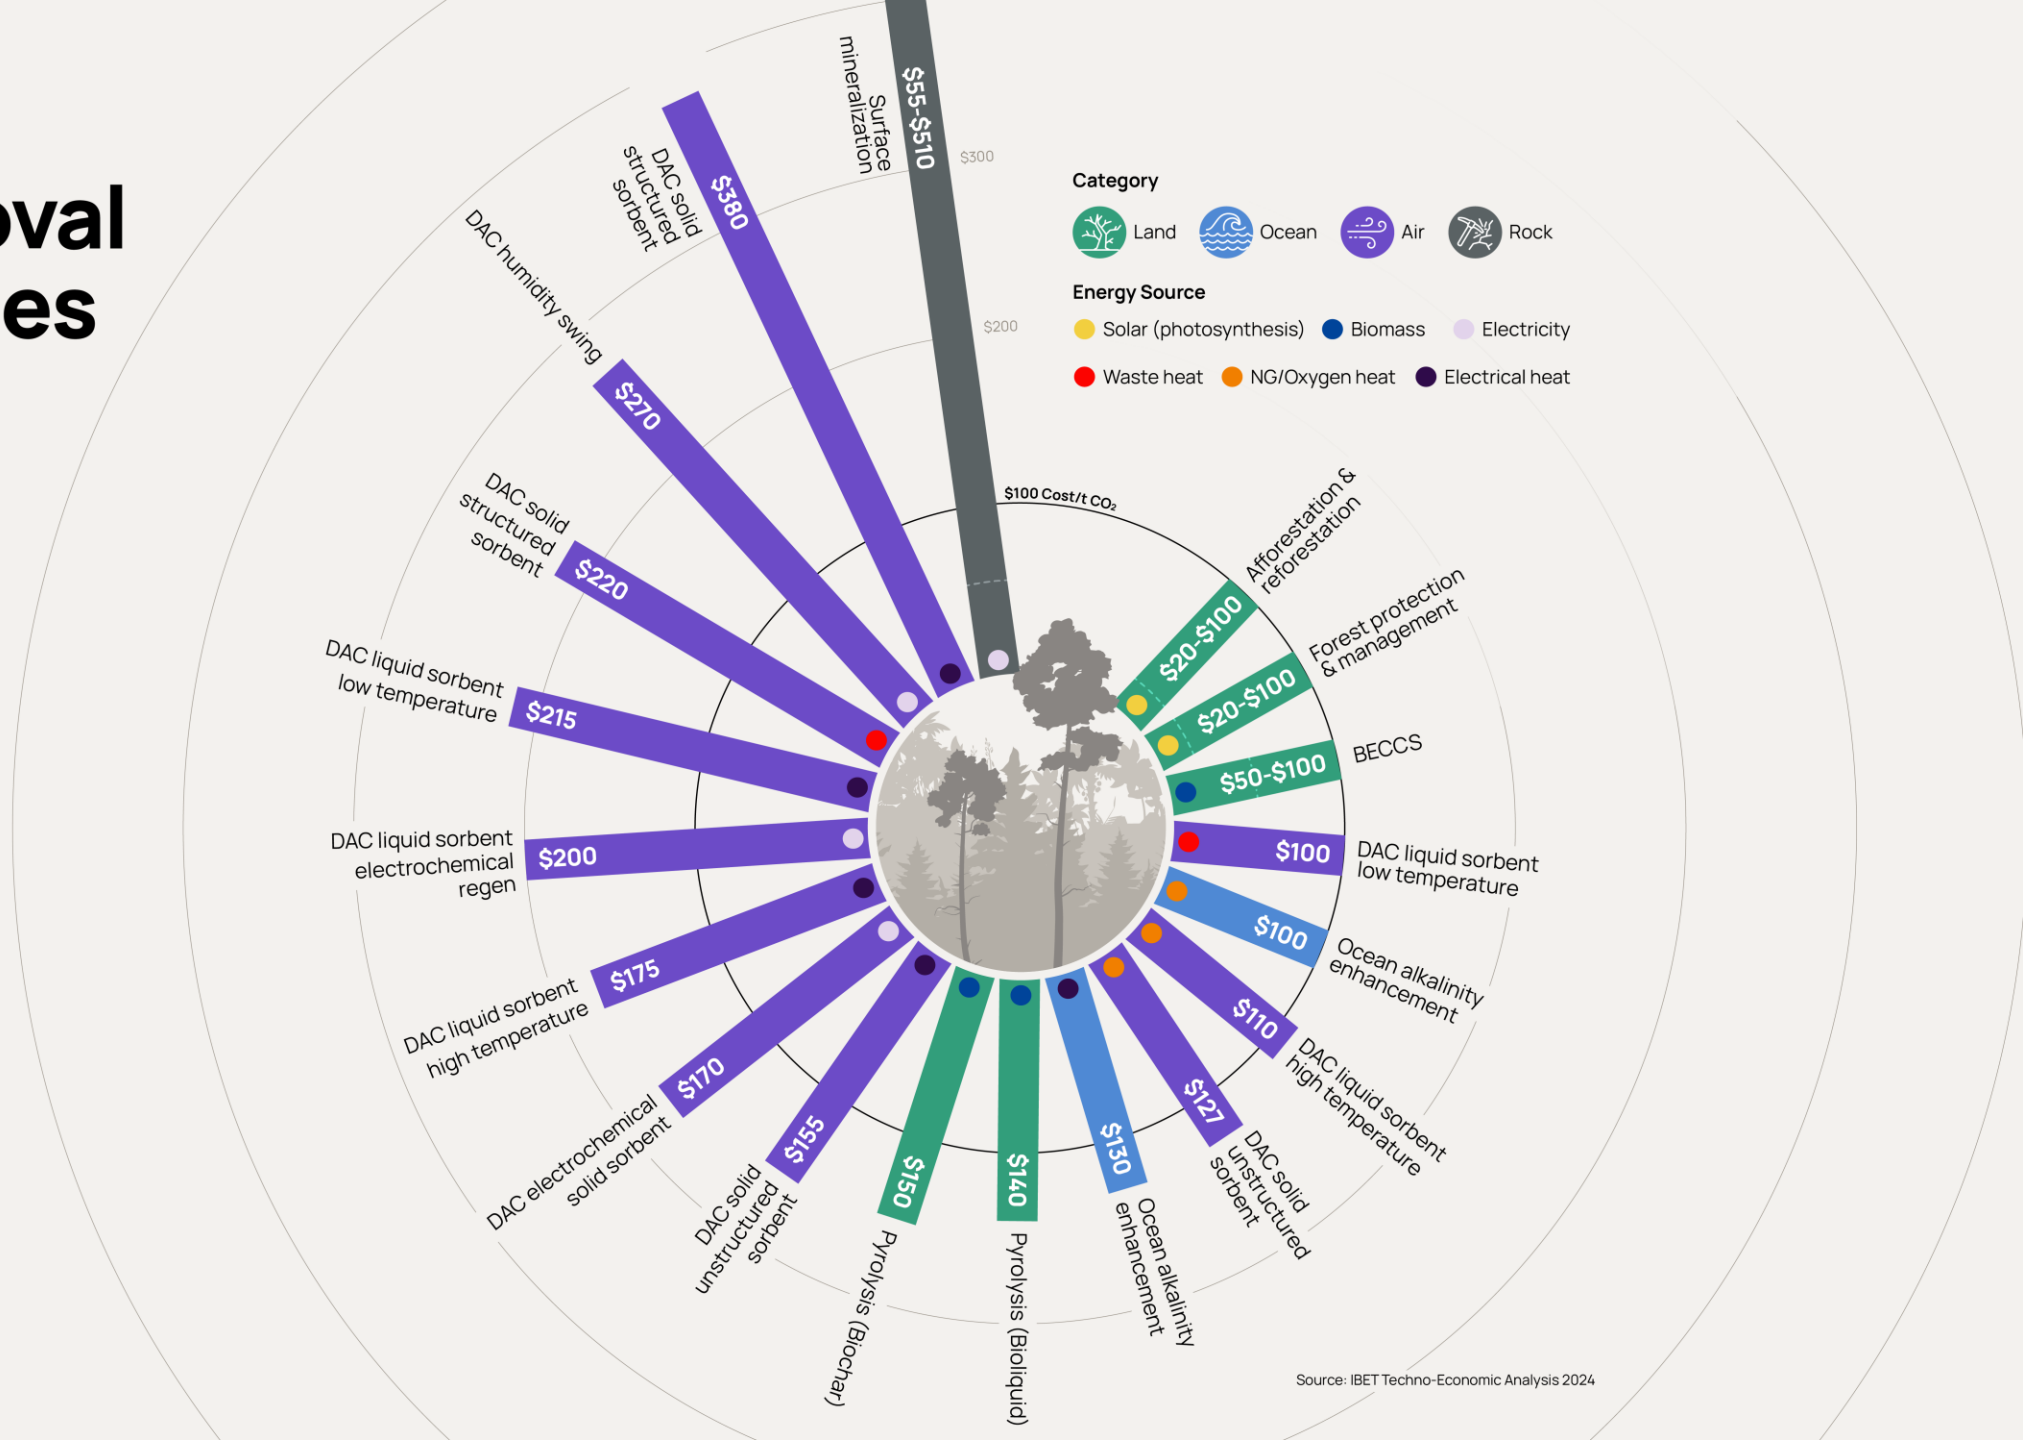 oval
es
Category
Land
Ocean
Air
Rock
Energy Source
Solar (photosynthesis)
Biomass
Electricity
Waste heat
NG/Oxygen heat
Electrical heat
$300
$200
$100 Cost/t CO₂
Afforestation &
reforestation
$20-$100
Forest protection
& management
$20-$100
BECCS
$50-$100
DAC liquid sorbent
low temperature
$100
Ocean alkalinity
enhancement
$100
DAC liquid sorbent
high temperature
$110
DAC solid
unstructured
sorbent
$127
Ocean alkalinity
enhancement
$130
Pyrolysis (Bioliquid)
$140
Pyrolysis (Biochar)
$150
DAC solid
unstructured
sorbent
$155
DAC electrochemical
solid sorbent
$170
DAC liquid sorbent
high temperature
$175
DAC liquid sorbent
electrochemical
regen
$200
DAC liquid sorbent
low temperature
$215
DAC solid
structured
sorbent
$220
DAC humidity swing
$270
DAC solid
structured
sorbent
$380
Surface
mineralization
$55-$510
Source: IBET Techno-Economic Analysis 2024